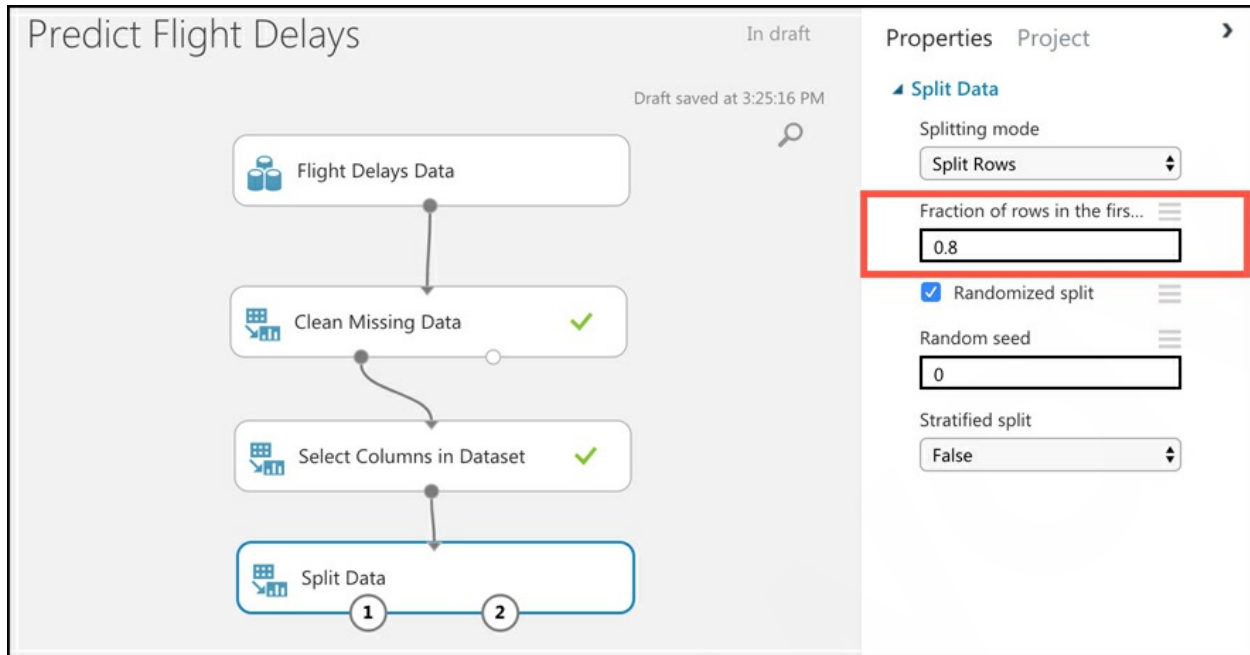 Predict Flight Delays
In draft
Draft saved at 3:25:16 PM
Flight Delays Data
Clean Missing Data
Select Columns in Dataset
Split Data
1
2
Properties Project
Split Data
Splitting mode
Split Rows
Fraction of rows in the firs...
0.8
Randomized split
Random seed
0
Stratified split
False